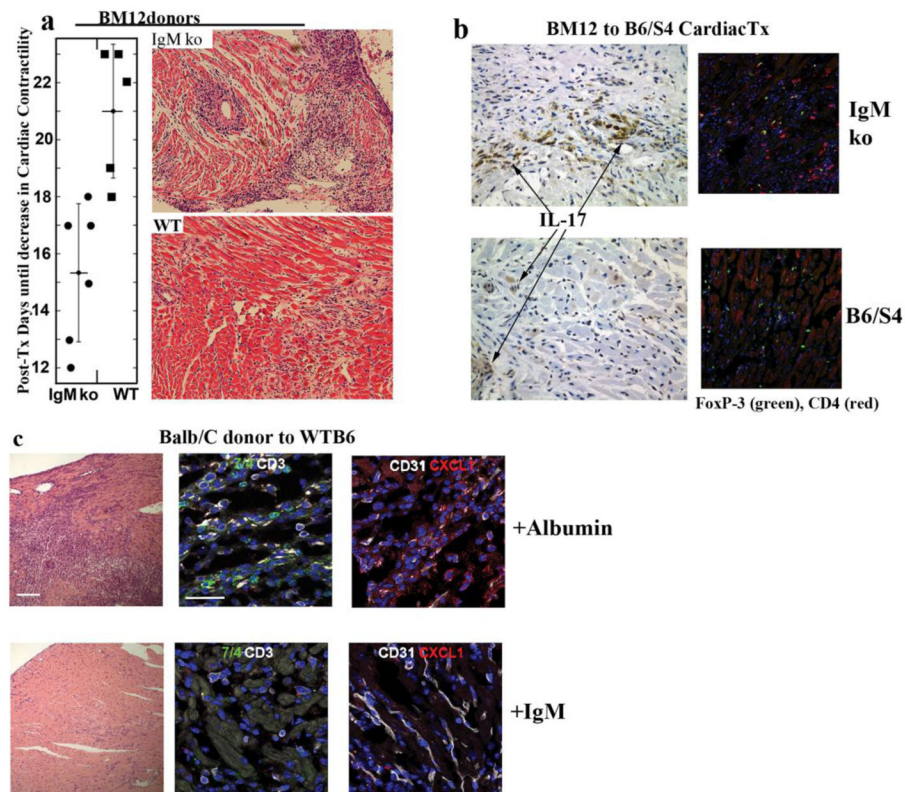 a
BM12donors
Post-Tx Days until decrease in Cardiac Contractility
22
20
18
16
14
12
IgM ko
WT
IgM ko
WT
b
BM12 to B6/S4 CardiacTx
IL-17
IgM
ko
B6/S4
FoxP-3 (green), CD4 (red)
c
Balb/C donor to WTB6
7/4 CD3
CD31 CXCL1
+Albumin
7/4 CD3
CD31 CXCL1
+IgM